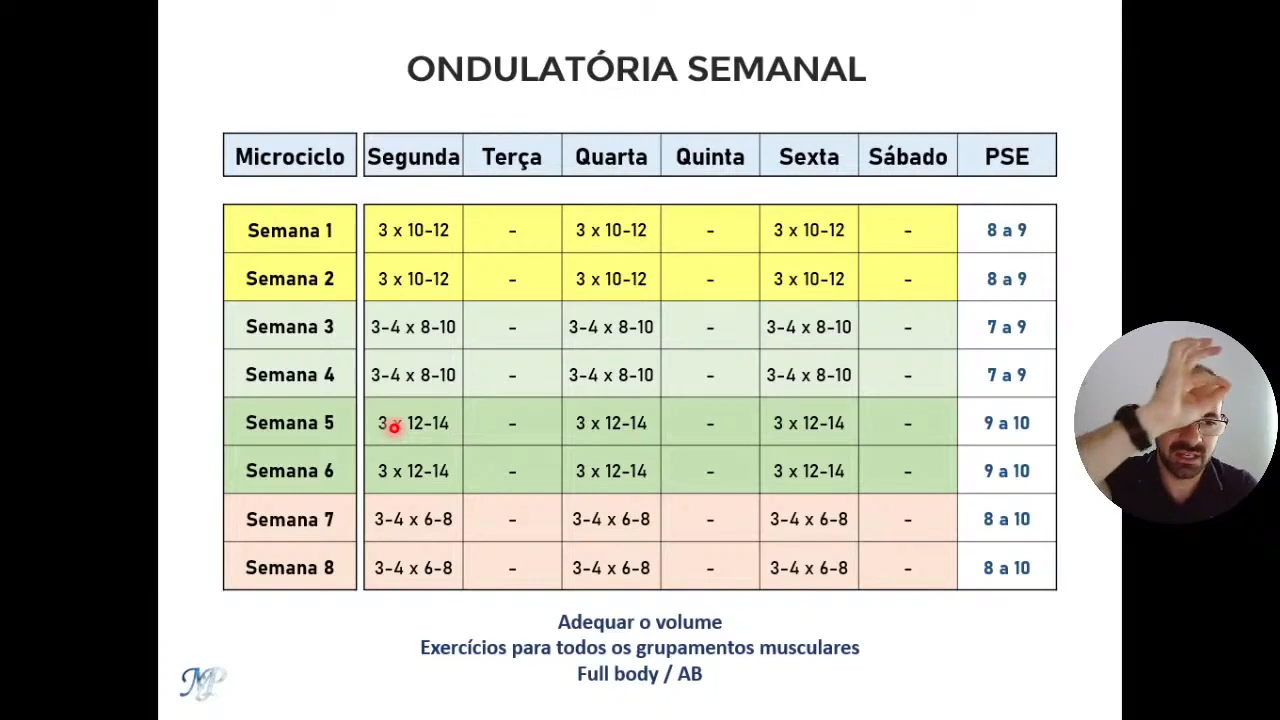 ONDULATÓRIA SEMANAL
Microciclo Segunda Terça Quarta Quinta Sexta Sábado PSE
Semana 1 3 x 10-12 - 3 x 10-12 - 3 x 10-12 - 8 a 9
Semana 2 3 x 10-12 - 3 x 10-12 - 3 x 10-12 - 8 a 9
Semana 3 3-4 x 8-10 - 3-4 x 8-10 - 3-4 x 8-10 - 7 a 9
Semana 4 3-4 x 8-10 - 3-4 x 8-10 - 3-4 x 8-10 - 7 a 9
Semana 5 3 x 12-14 - 3 x 12-14 - 3 x 12-14 - 9 a 10
Semana 6 3 x 12-14 - 3 x 12-14 - 3 x 12-14 - 9 a 10
Semana 7 3-4 x 6-8 - 3-4 x 6-8 - 3-4 x 6-8 - 8 a 10
Semana 8 3-4 x 6-8 - 3-4 x 6-8 - 3-4 x 6-8 - 8 a 10
Adequar o volume
Exercícios para todos os grupamentos musculares
Full body / AB
MP